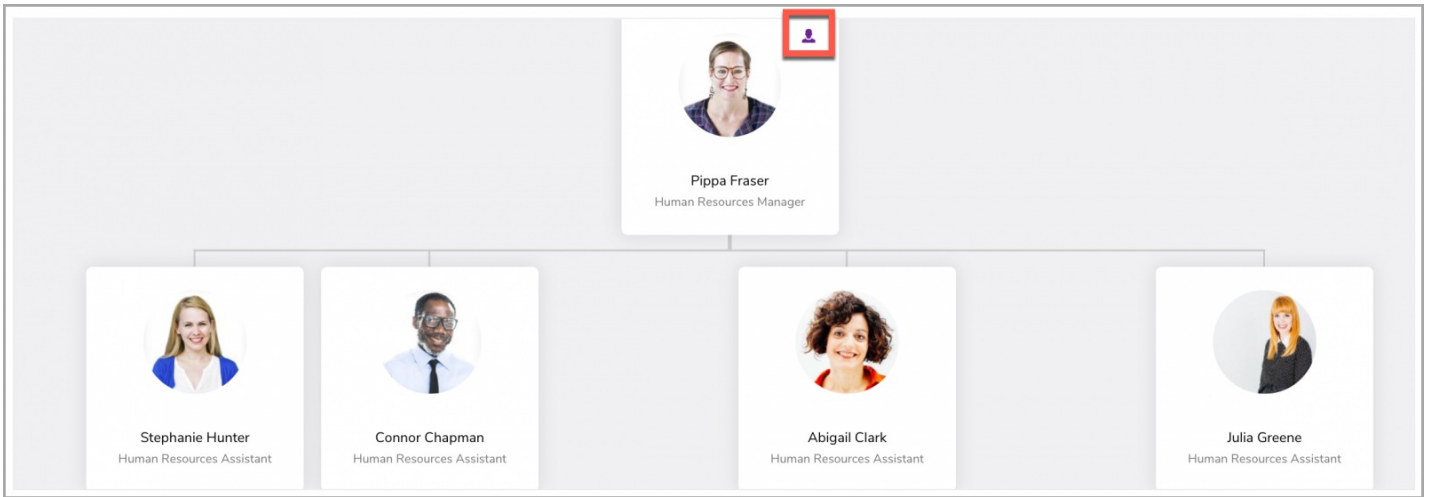 Pippa Fraser
Human Resources Manager
Stephanie Hunter
Human Resources Assistant
Connor Chapman
Human Resources Assistant
Abigail Clark
Human Resources Assistant
Julia Greene
Human Resources Assistant